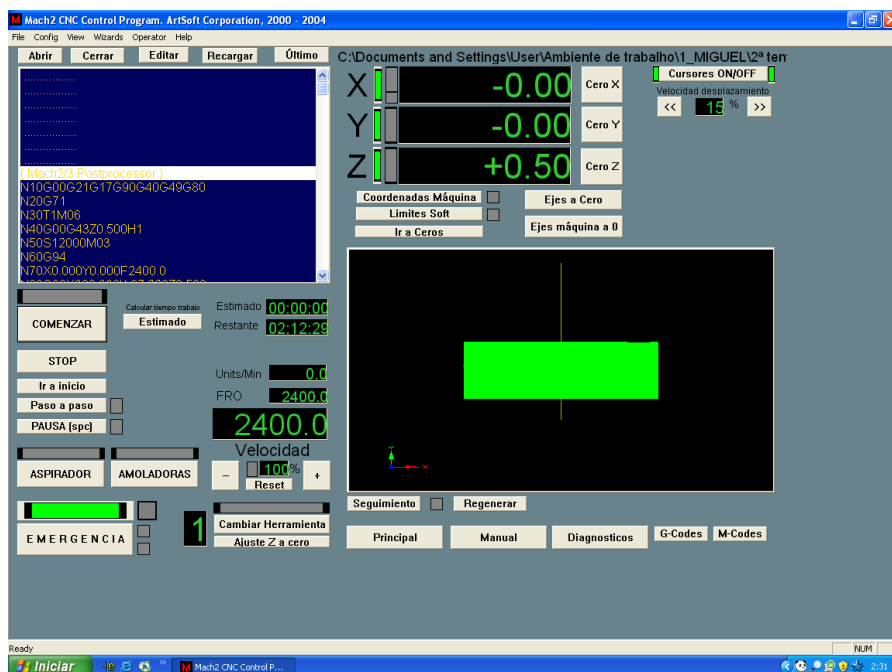 Mach2 CNC Control Program. ArtSoft Corporation, 2000 - 2004
File Config View Wizards Operator Help
Abrir Cerrar Editar Recargar Último
C:\Documents and Settings\User\Ambiente de trabalho\1_MIGUEL\2ª ten
................
................
................
................
................
................
( Mach2/3 Postprocessor )
N10G00G21G17G90G40G49G80
N20G71
N30T1M06
N40G00G43Z0.500H1
N50S12000M03
N60G94
N70X0.000Y0.000F2400.0
X -0.00 Cero X
Y -0.00 Cero Y
Z +0.50 Cero Z
Cursores ON/OFF
Velocidad desplazamiento
<< 15 % >>
Coordenadas Máquina
Limites Soft
Ir a Ceros
Ejes a Cero
Ejes máquina a 0
COMENZAR
Calcular tiempo trabajo
Estimado
Estimado 00:00:00
Restante 02:12:29
STOP
Ir a inicio
Paso a paso
PAUSA (spc)
Units/Min 0.0
FRO 2400.0
2400.0
Velocidad
- 100 % +
Reset
ASPIRADOR AMOLADORAS
EMERGENCIA
1
Cambiar Herramienta
Ajuste Z a cero
Y
X
Seguimiento Regenerar
Principal Manual Diagnosticos G-Codes M-Codes
Ready NUM
Iniciar Mach2 CNC Control P... 2:31